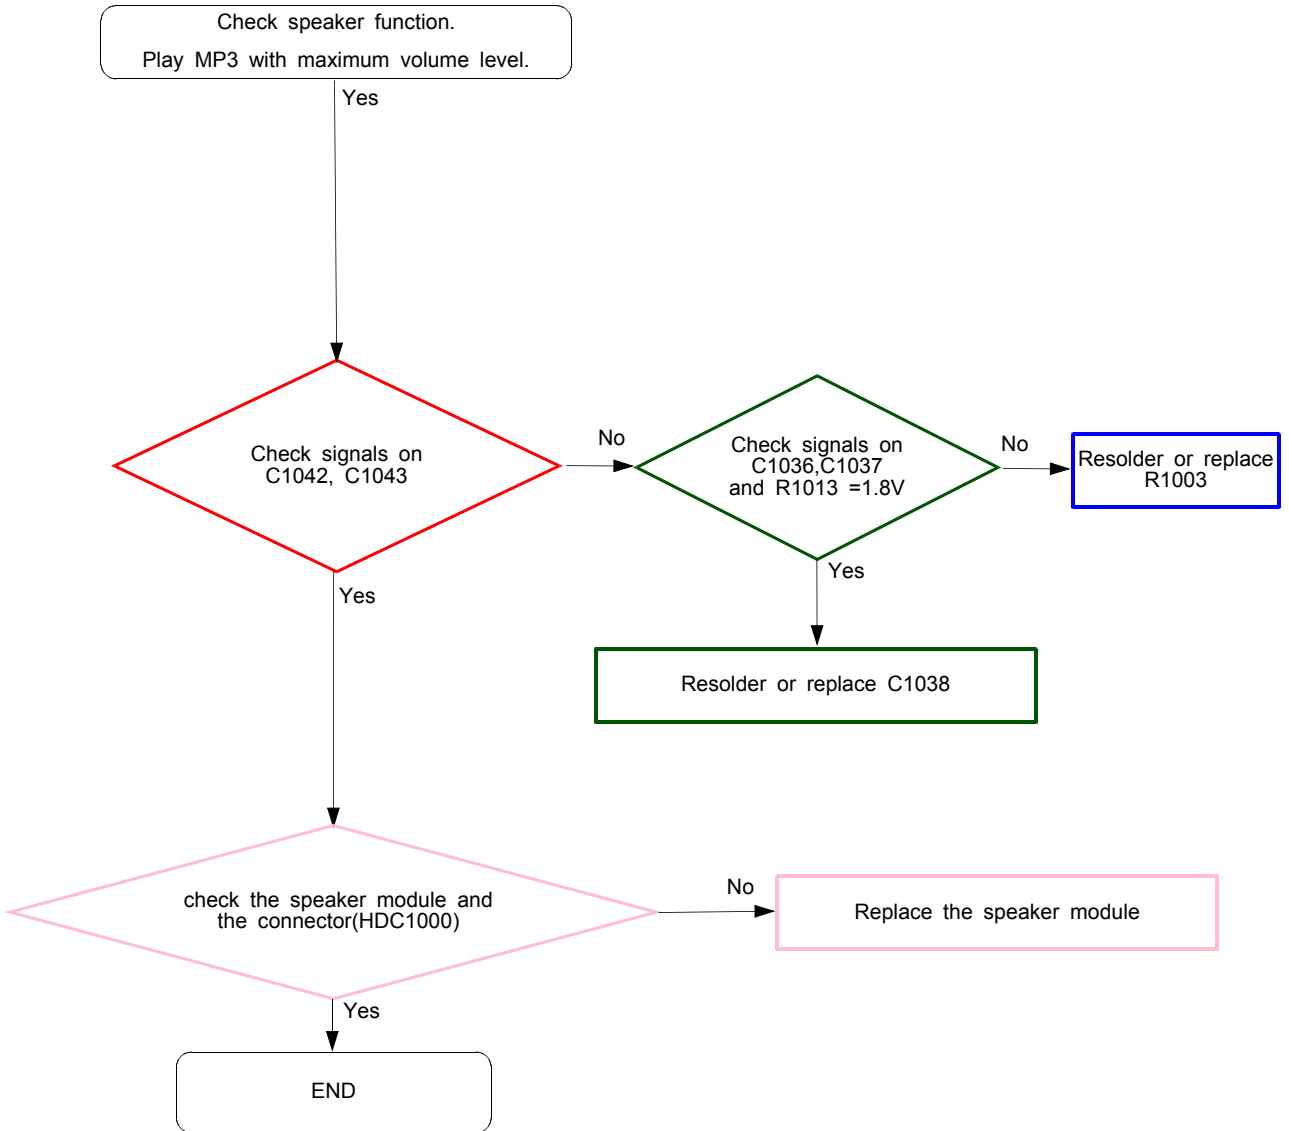 Check speaker function.
Play MP3 with maximum volume level.
Yes
Check signals on
C1042, C1043
No
Check signals on
C1036,C1037
and R1013 =1.8V
No
Resolder or replace
R1003
Yes
Resolder or replace C1038
Yes
check the speaker module and
the connector(HDC1000)
No
Replace the speaker module
Yes
END